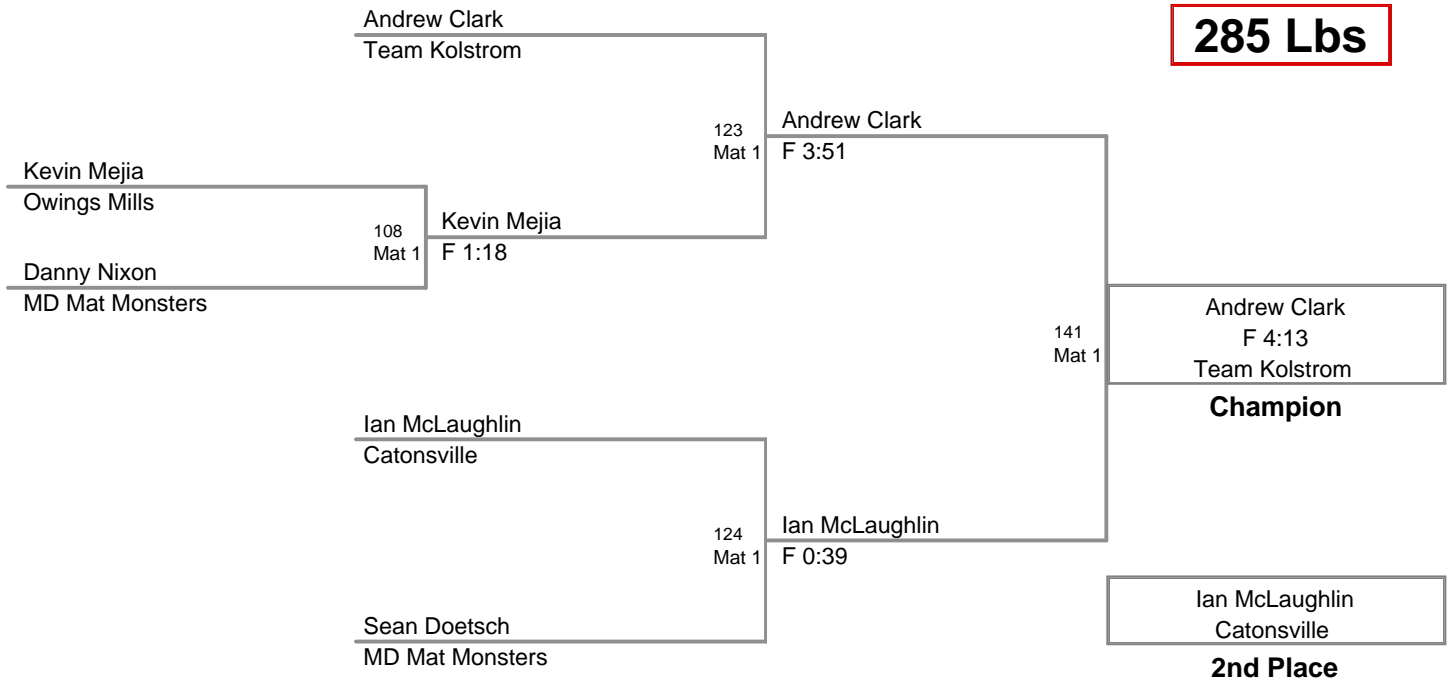 Andrew Clark
Team Kolstrom
285 Lbs
123
Mat 1
Andrew Clark
F 3:51
Kevin Mejia
Owings Mills
108
Mat 1
Kevin Mejia
F 1:18
Danny Nixon
MD Mat Monsters
141
Mat 1
Andrew Clark
F 4:13
Team Kolstrom
Champion
Ian McLaughlin
Catonsville
124
Mat 1
Ian McLaughlin
F 0:39
Sean Doetsch
MD Mat Monsters
Ian McLaughlin
Catonsville
2nd Place